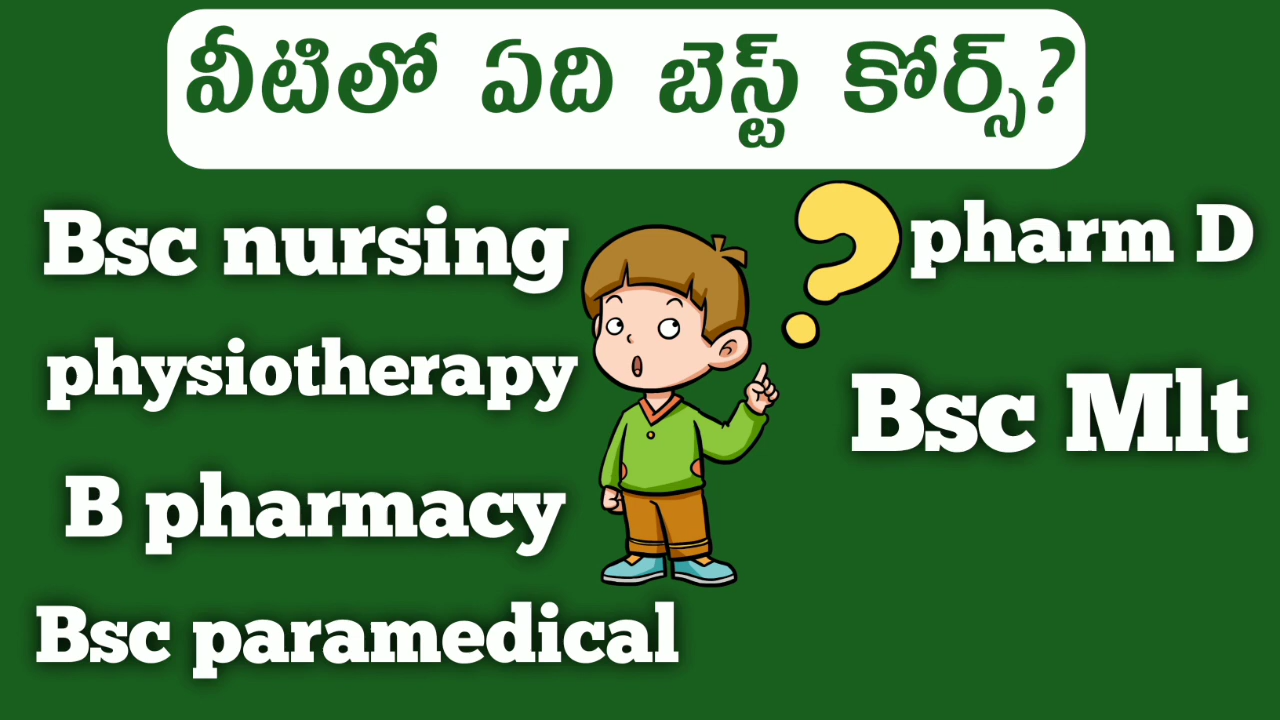 వీటిలో ఏది బెస్ట్ కోర్స్?
Bsc nursing
physiotherapy
B pharmacy
Bsc paramedical
pharm D
Bsc Mlt